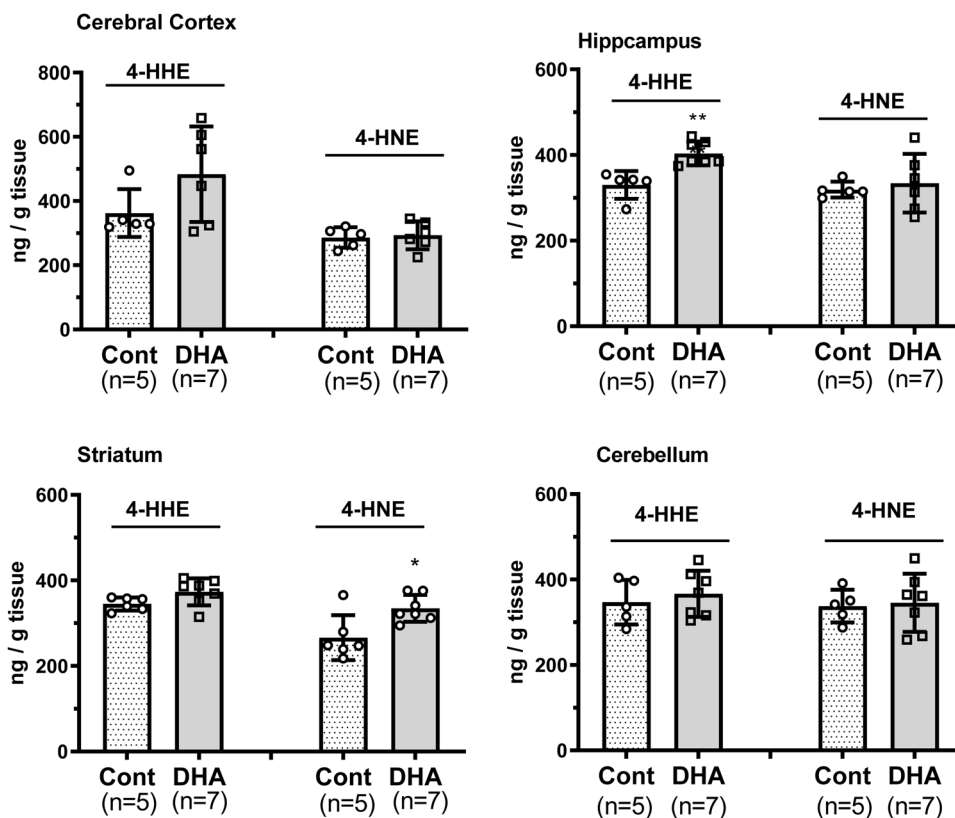 Cerebral Cortex
4-HHE
4-HNE
ng / g tissue
800
600
400
200
0
Cont DHA Cont DHA
(n=5) (n=7) (n=5) (n=7)
Hippcampus
4-HHE
4-HNE
**
**
ng / g tissue
600
400
200
0
Cont DHA Cont DHA
(n=5) (n=7) (n=5) (n=7)
Striatum
4-HHE 4-HNE
*
ng / g tissue
600
400
200
0
Cont DHA Cont DHA
(n=5) (n=7) (n=5) (n=7)
Cerebellum
4-HHE 4-HNE
ng / g tissue
600
400
200
0
Cont DHA Cont DHA
(n=5) (n=7) (n=5) (n=7)